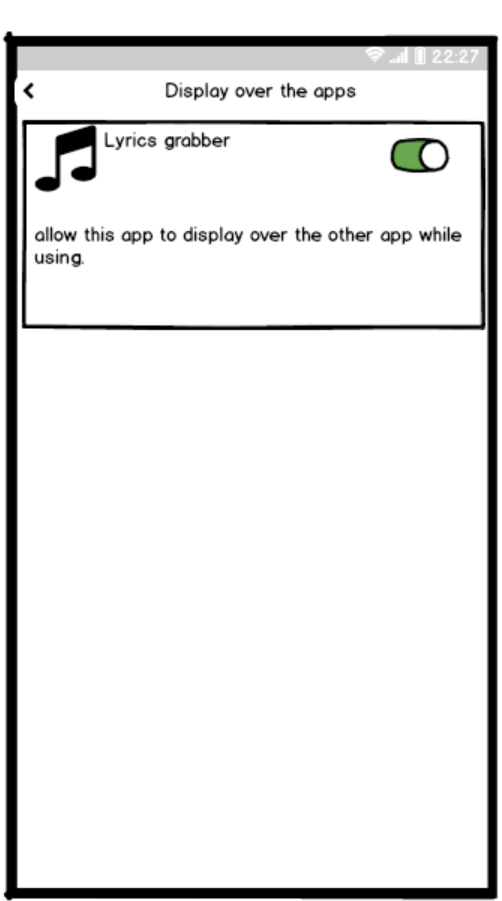 22:27
Display over the apps
Lyrics grabber
allow this app to display over the other app while
using.